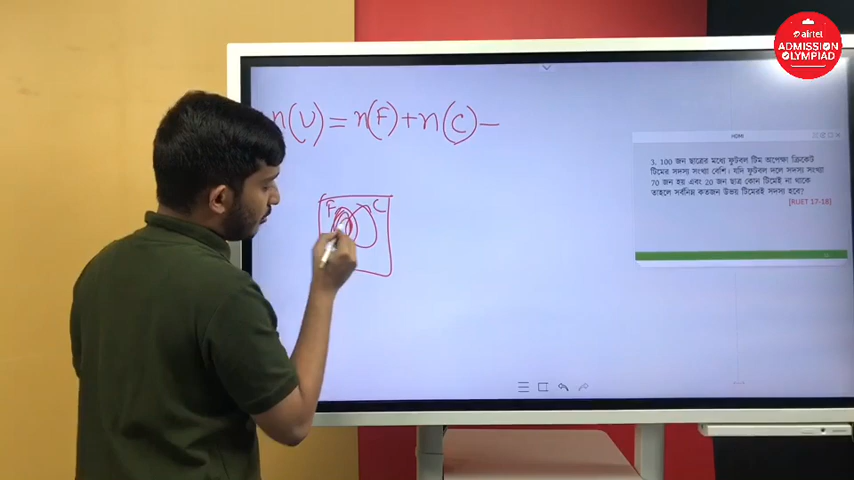 airtel
ADMISSION
OLYMPIAD
n(U) = n(F) + n(C) –
HOME
3. 100 জন ছাত্রের মধ্যে ফুটবল টিম অপেক্ষা ক্রিকেট
টিমের সদস্য সংখ্যা বেশি। যদি ফুটবল দলে সদস্য সংখ্যা
70 জন হয় এবং 20 জন ছাত্র কোন টিমেই না থাকে
তাহলে সর্বনিম্ন কতজন উভয় টিমেরই সদস্য হবে?
[RUET 17-18]
F C